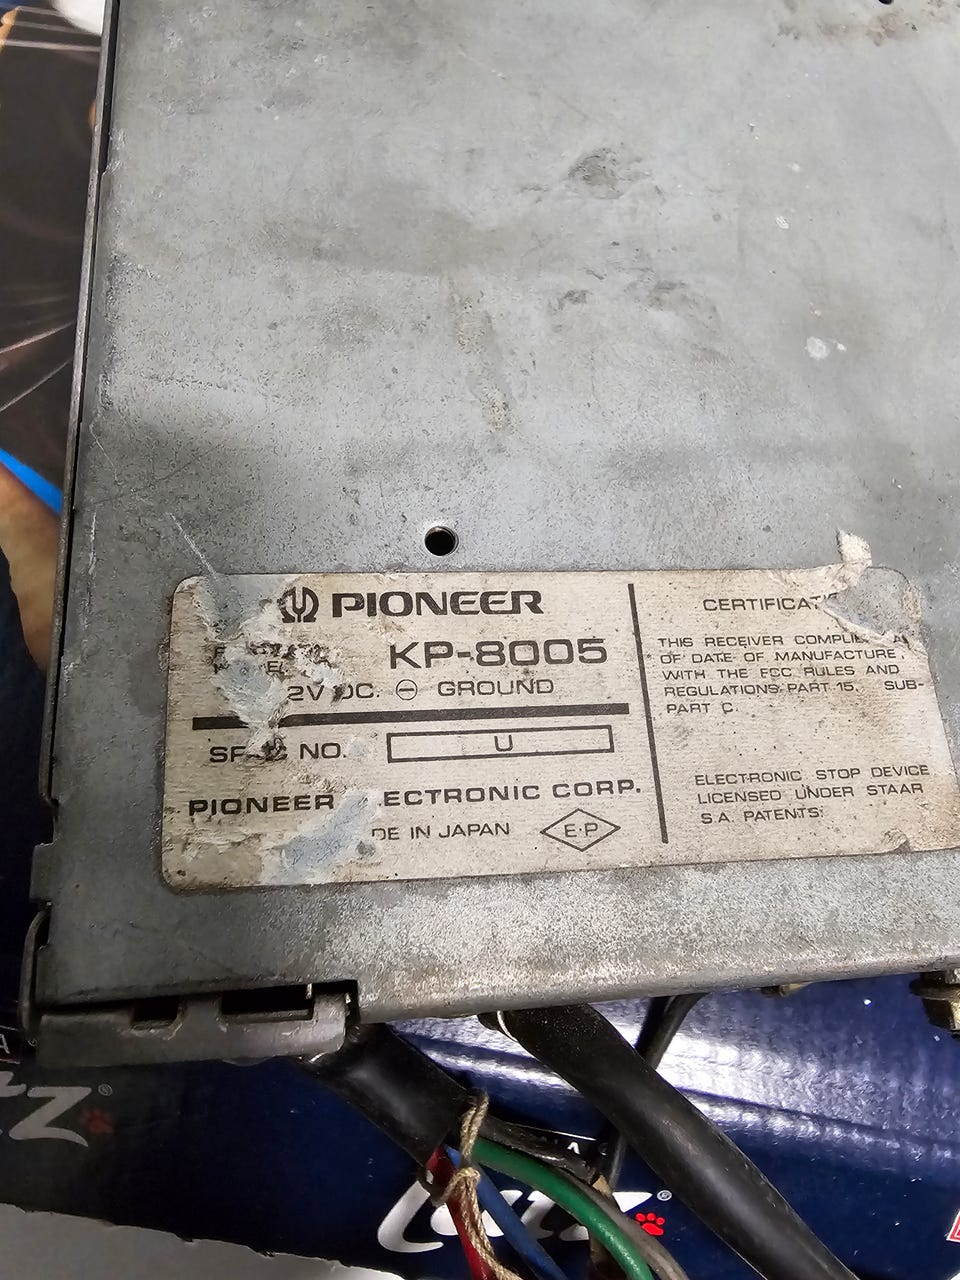 PIONEER
KP-8005
2V DC. ⊖ GROUND
NO. U
PIONEER ECTRONIC CORP.
DE IN JAPAN E·P
CERTIFICAT
THIS RECEIVER COMPLIE A
OF DATE OF MANUFACTURE,
WITH THE FCC RULES AND
REGULATIONS: PART 15, SUB-
PART C.
ELECTRONIC STOP DEVICE
LICENSED UNDER STAAR
S.A. PATENTS.
®
®